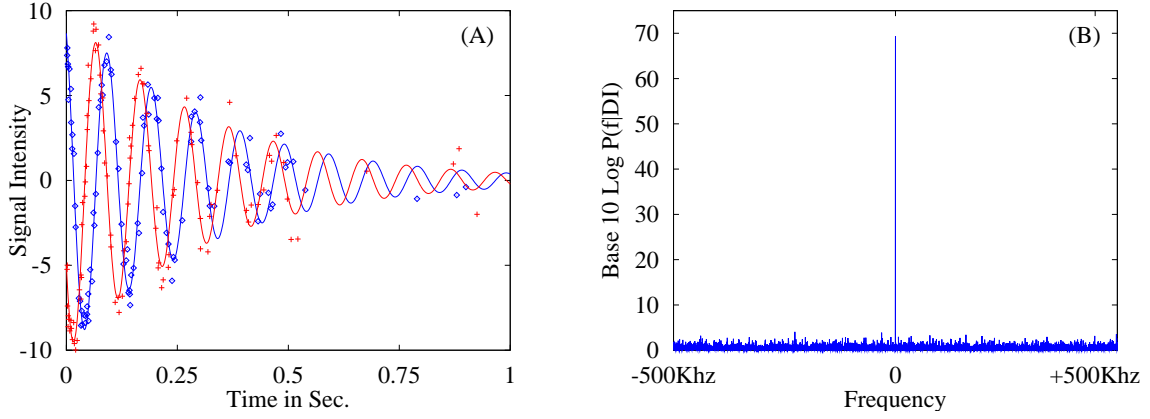 (A)
10
5
0
-5
-10
Signal Intensity
0
0.25
0.5
0.75
1
Time in Sec.
(B)
70
60
50
40
30
20
10
0
Base 10 Log P(f|DI)
-500Khz
0
+500Khz
Frequency